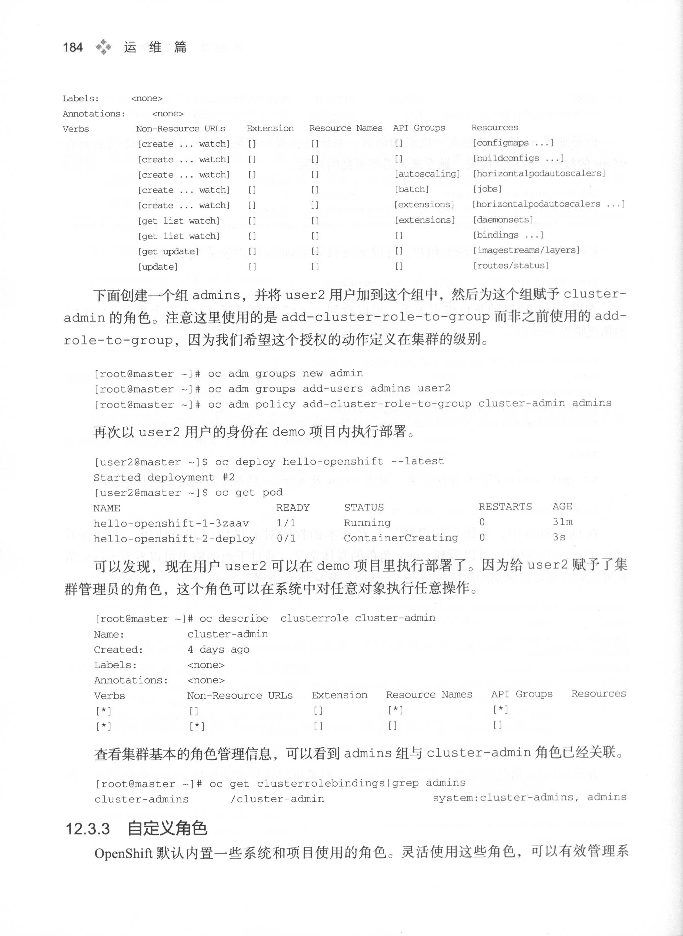 184 运 维 篇
Labels: <none>
Annotations: <none>
Verbs Non-Resource URLs Extension Resource Names API Groups Resources
[create ... watch] [] [] [] [configmaps ...]
[create ... watch] [] [] [] [buildconfigs ...]
[create ... watch] [] [] [autoscaling] [horizontalpodautoscalers]
[create ... watch] [] [] [batch] [jobs]
[create ... watch] [] [] [extensions] [horizontalpodautoscalers ...]
[get list watch] [] [] [extensions] [daemonsets]
[get list watch] [] [] [] [bindings ...]
[get update] [] [] [] [imagestreams/layers]
[update] [] [] [] [routes/status]
下面创建一个组 admins，并将 user2 用户加到这个组中，然后为这个组赋予 cluster-
admin 的角色。注意这里使用的是 add-cluster-role-to-group 而非之前使用的 add-
role-to-group，因为我们希望这个授权的动作定义在集群的级别。
[root@master ~]# oc adm groups new admin
[root@master ~]# oc adm groups add-users admins user2
[root@master ~]# oc adm policy add-cluster-role-to-group cluster-admin admins
再次以 user2 用户的身份在 demo 项目内执行部署。
[user2@master ~]$ oc deploy hello-openshift --latest
Started deployment #2
[user2@master ~]$ oc get pod
NAME READY STATUS RESTARTS AGE
hello-openshift-1-3zaav 1/1 Running 0 31m
hello-openshift-2-deploy 0/1 ContainerCreating 0 3s
可以发现，现在用户 user2 可以在 demo 项目里执行部署了。因为给 user2 赋予了集
群管理员的角色，这个角色可以在系统中对任意对象执行任意操作。
[root@master ~]# oc describe clusterrole cluster-admin
Name: cluster-admin
Created: 4 days ago
Labels: <none>
Annotations: <none>
Verbs Non-Resource URLs Extension Resource Names API Groups Resources
[*] [] [] [*] [*]
[*] [*] [] [] []
查看集群基本的角色管理信息，可以看到 admins 组与 cluster-admin 角色已经关联。
[root@master ~]# oc get clusterrolebindings|grep admins
cluster-admins /cluster-admin system:cluster-admins, admins
12.3.3 自定义角色
OpenShift 默认内置一些系统和项目使用的角色。灵活使用这些角色，可以有效管理系